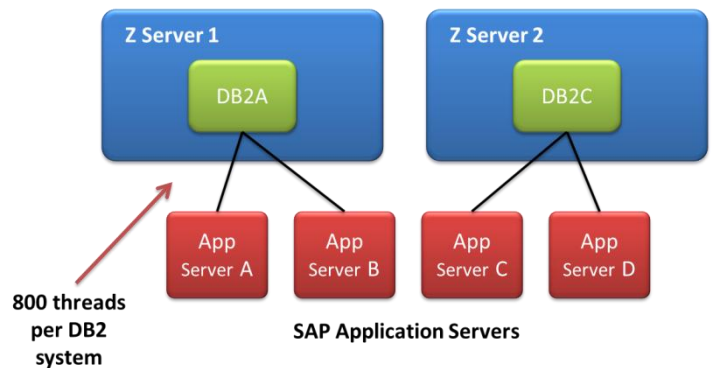 Z Server 1
Z Server 2
DB2A
DB2C
App
Server A
App
Server B
App
Server C
App
Server D
800 threads
per DB2
system
SAP Application Servers